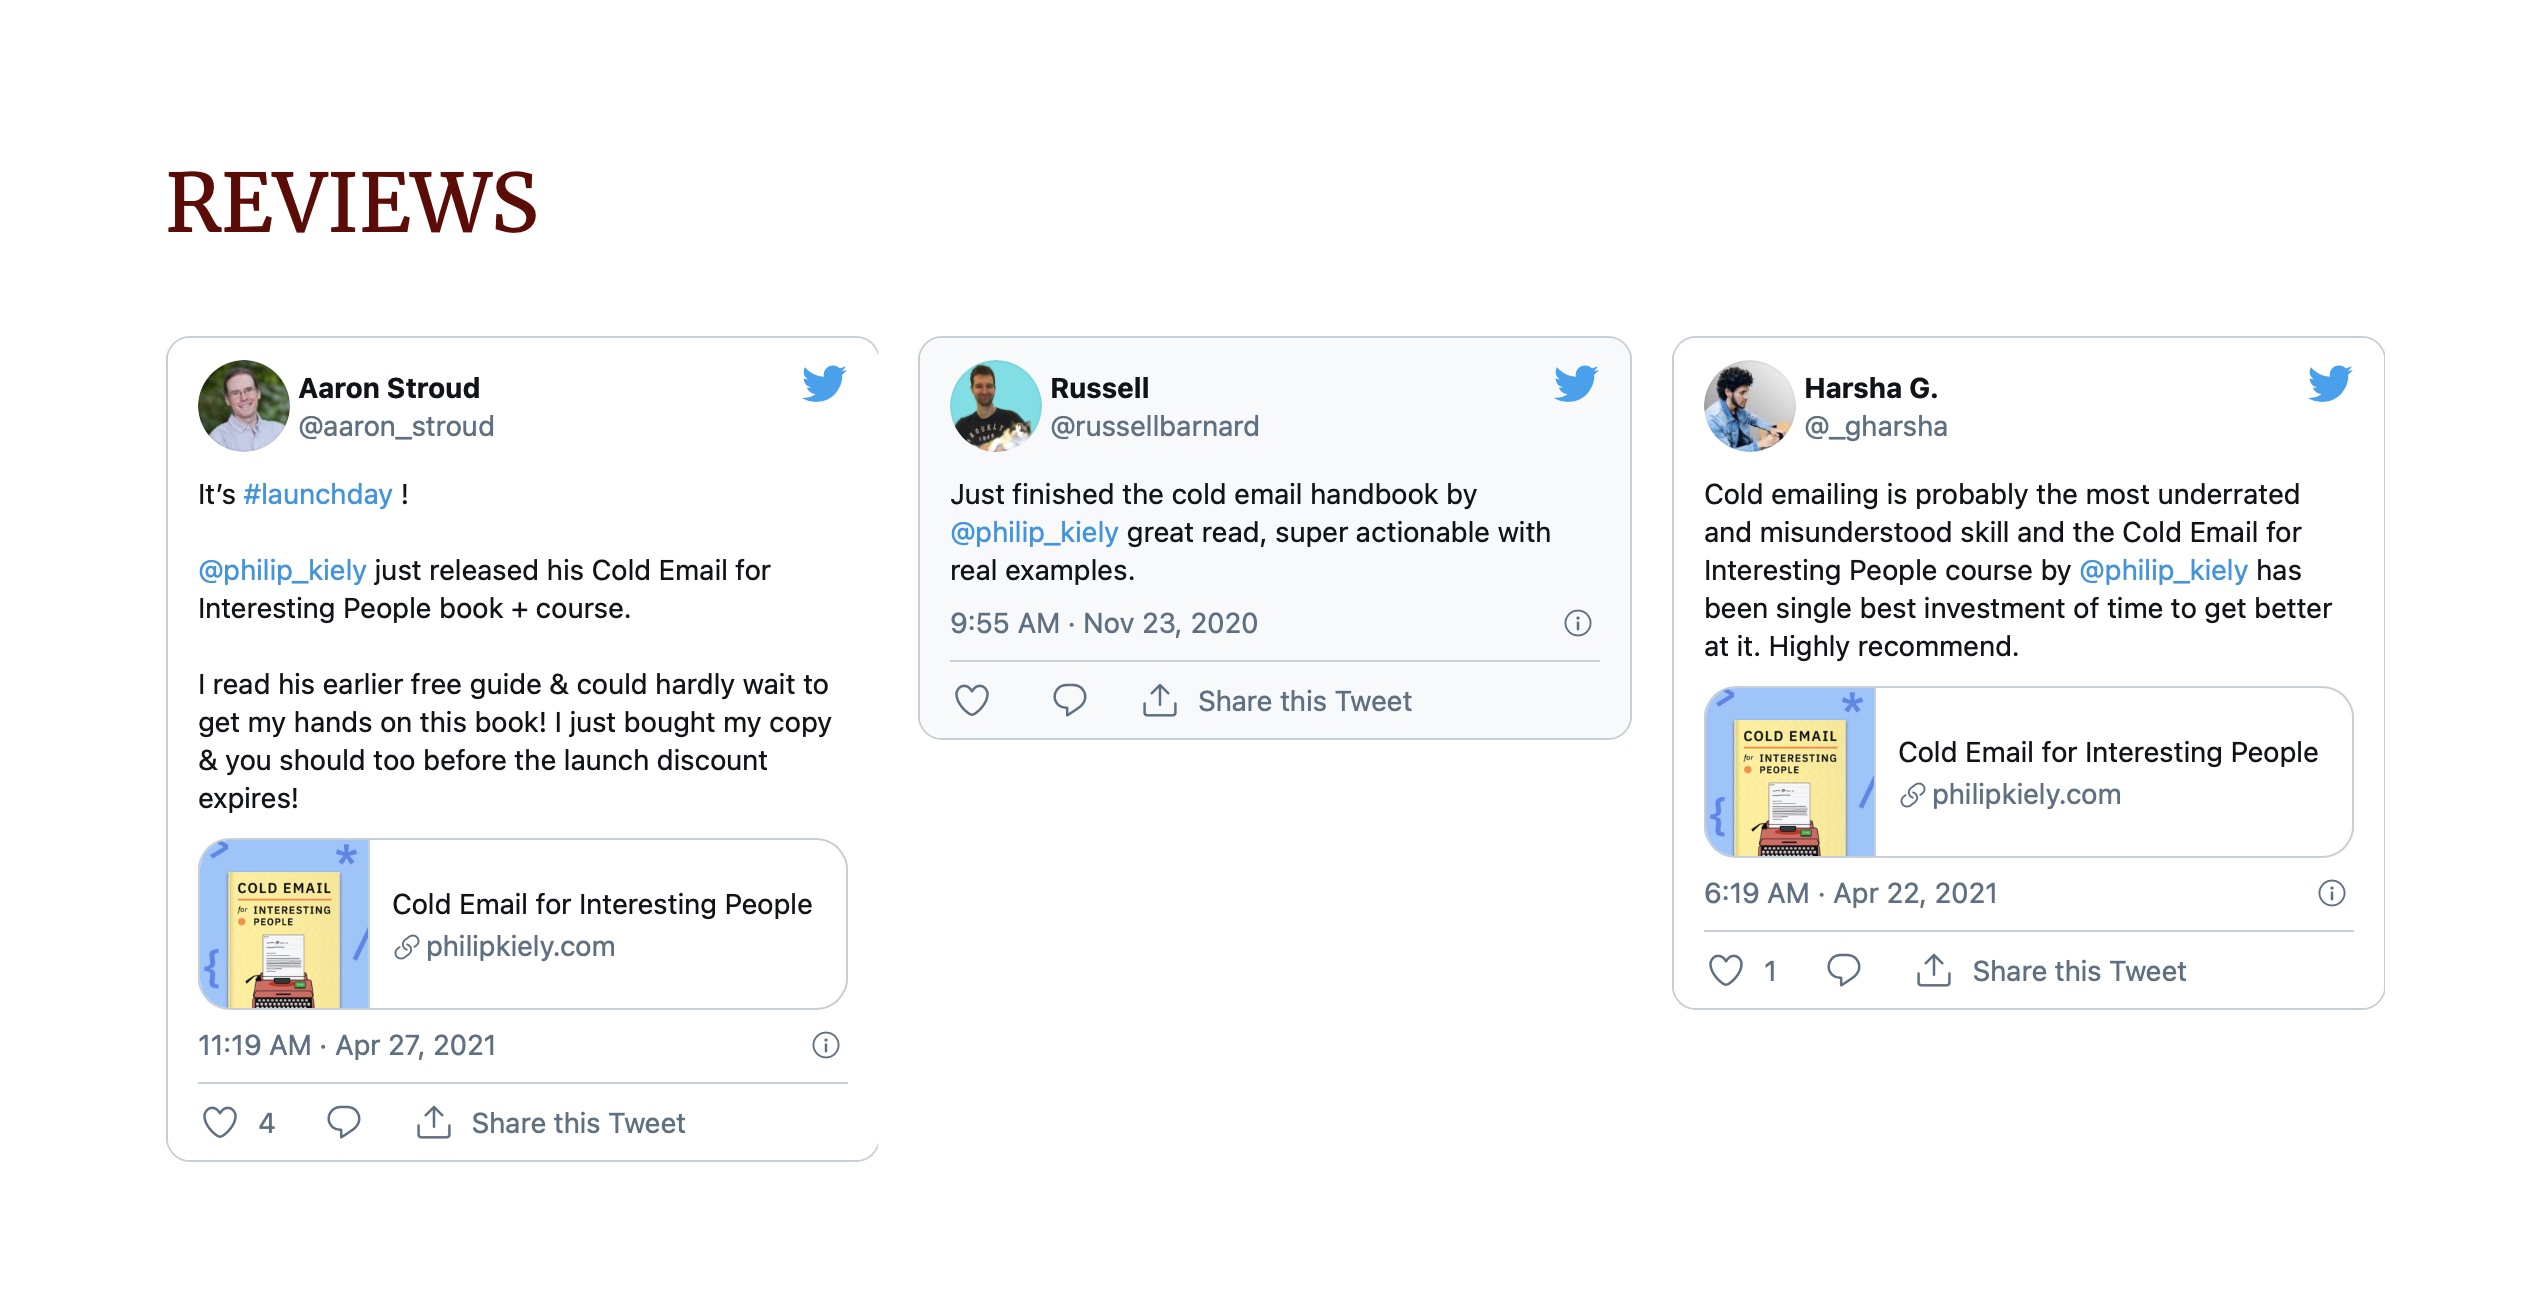 REVIEWS
Aaron Stroud
@aaron_stroud
It’s #launchday !
@philip_kiely just released his Cold Email for
Interesting People book + course.
I read his earlier free guide & could hardly wait to
get my hands on this book! I just bought my copy
& you should too before the launch discount
expires!
COLD EMAIL
for INTERESTING
PEOPLE
Cold Email for Interesting People
philipkiely.com
11:19 AM · Apr 27, 2021
4
Share this Tweet
Russell
@russellbarnard
Just finished the cold email handbook by
@philip_kiely great read, super actionable with
real examples.
9:55 AM · Nov 23, 2020
Share this Tweet
Harsha G.
@_gharsha
Cold emailing is probably the most underrated
and misunderstood skill and the Cold Email for
Interesting People course by @philip_kiely has
been single best investment of time to get better
at it. Highly recommend.
COLD EMAIL
for INTERESTING
PEOPLE
Cold Email for Interesting People
philipkiely.com
6:19 AM · Apr 22, 2021
1
Share this Tweet